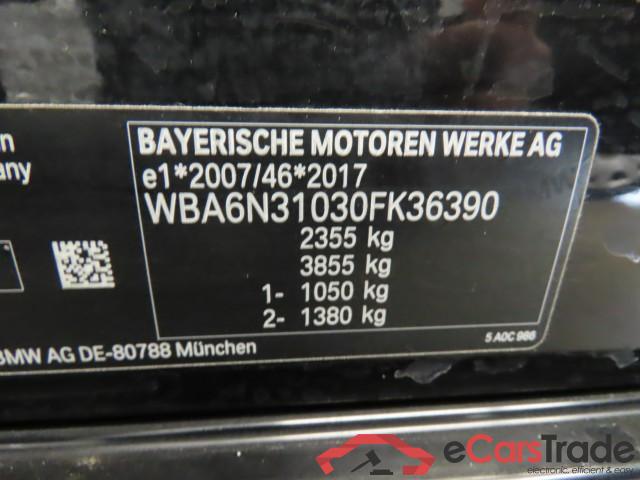 BAYERISCHE MOTOREN WERKE AG
e1*2007/46*2017
WBA6N31030FK36390
2355 kg
3855 kg
1- 1050 kg
2- 1380 kg
5 A0C 986
any
BMW AG DE-80788 München
eCarsTrade
electronic, efficient & easy